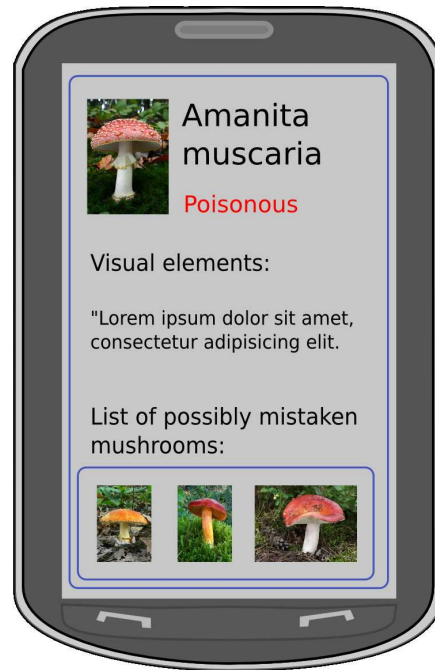 Amanita
muscaria
Poisonous
Visual elements:
"Lorem ipsum dolor sit amet,
consectetur adipisicing elit.
List of possibly mistaken
mushrooms: